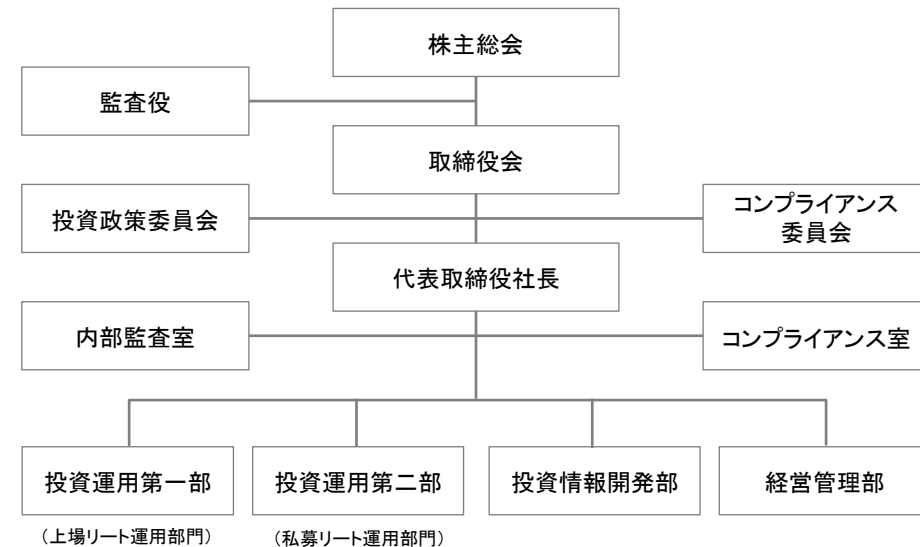 株主総会
監査役
取締役会
投資政策委員会
コンプライアンス
委員会
代表取締役社長
内部監査室
コンプライアンス室
投資運用第一部
投資運用第二部
投資情報開発部
経営管理部
（上場リート運用部門）
（私募リート運用部門）